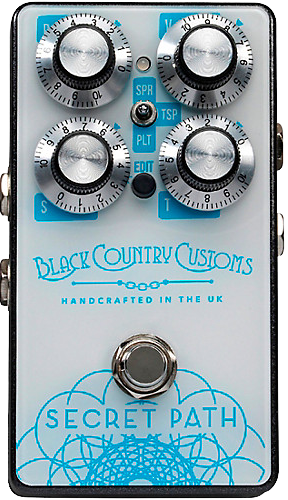 SPR
TSP
PLT
EDIT
S
T
BLACK COUNTRY CUSTOMS
HANDCRAFTED IN THE UK
SECRET PATH